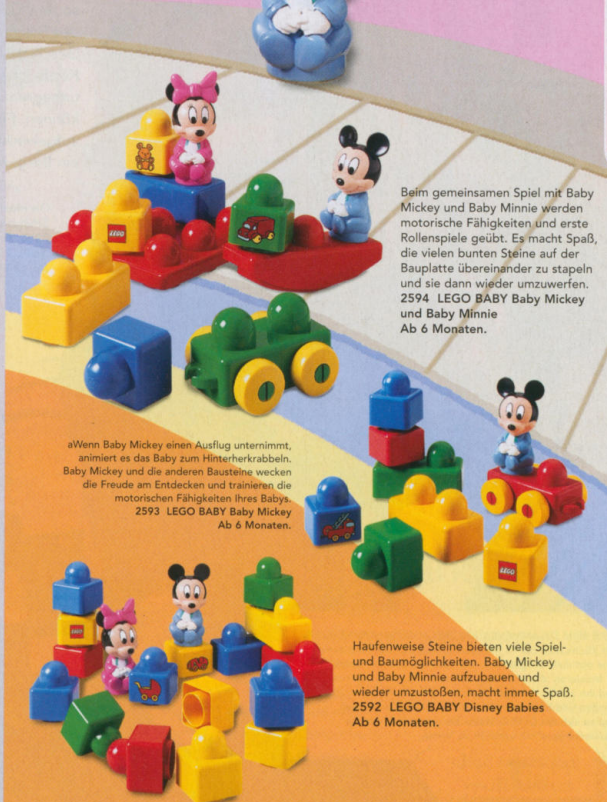 Beim gemeinsamen Spiel mit Baby
Mickey und Baby Minnie werden
motorische Fähigkeiten und erste
Rollenspiele geübt. Es macht Spaß,
die vielen bunten Steine auf der
Bauplatte übereinander zu stapeln
und sie dann wieder umzuwerfen.
2594 LEGO BABY Baby Mickey
und Baby Minnie
Ab 6 Monaten.
LEGO
aWenn Baby Mickey einen Ausflug unternimmt,
animiert es das Baby zum Hinterherkrabbeln.
Baby Mickey und die anderen Bausteine wecken
die Freude am Entdecken und trainieren die
motorischen Fähigkeiten Ihres Babys.
2593 LEGO BABY Baby Mickey
Ab 6 Monaten.
LEGO
LEGO
Haufenweise Steine bieten viele Spiel-
und Baumöglichkeiten. Baby Mickey
und Baby Minnie aufzubauen und
wieder umzustoßen, macht immer Spaß.
2592 LEGO BABY Disney Babies
Ab 6 Monaten.